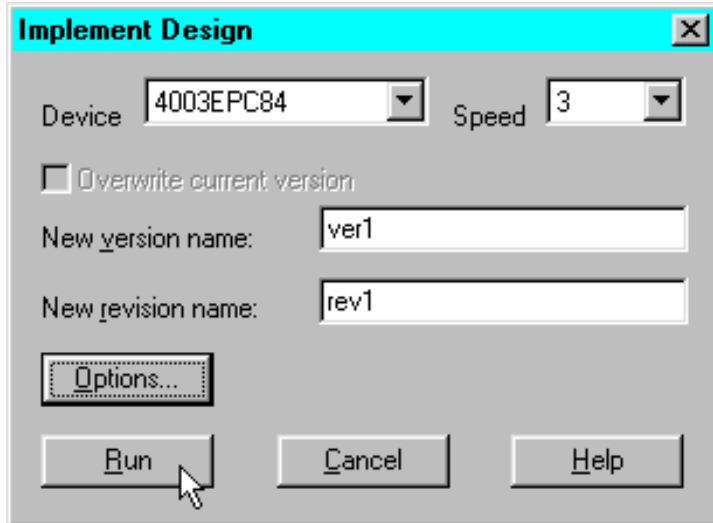 Implement Design
Device 4003EPC84 Speed 3
Overwrite current version
New version name: ver1
New revision name: rev1
Options...
Run Cancel Help